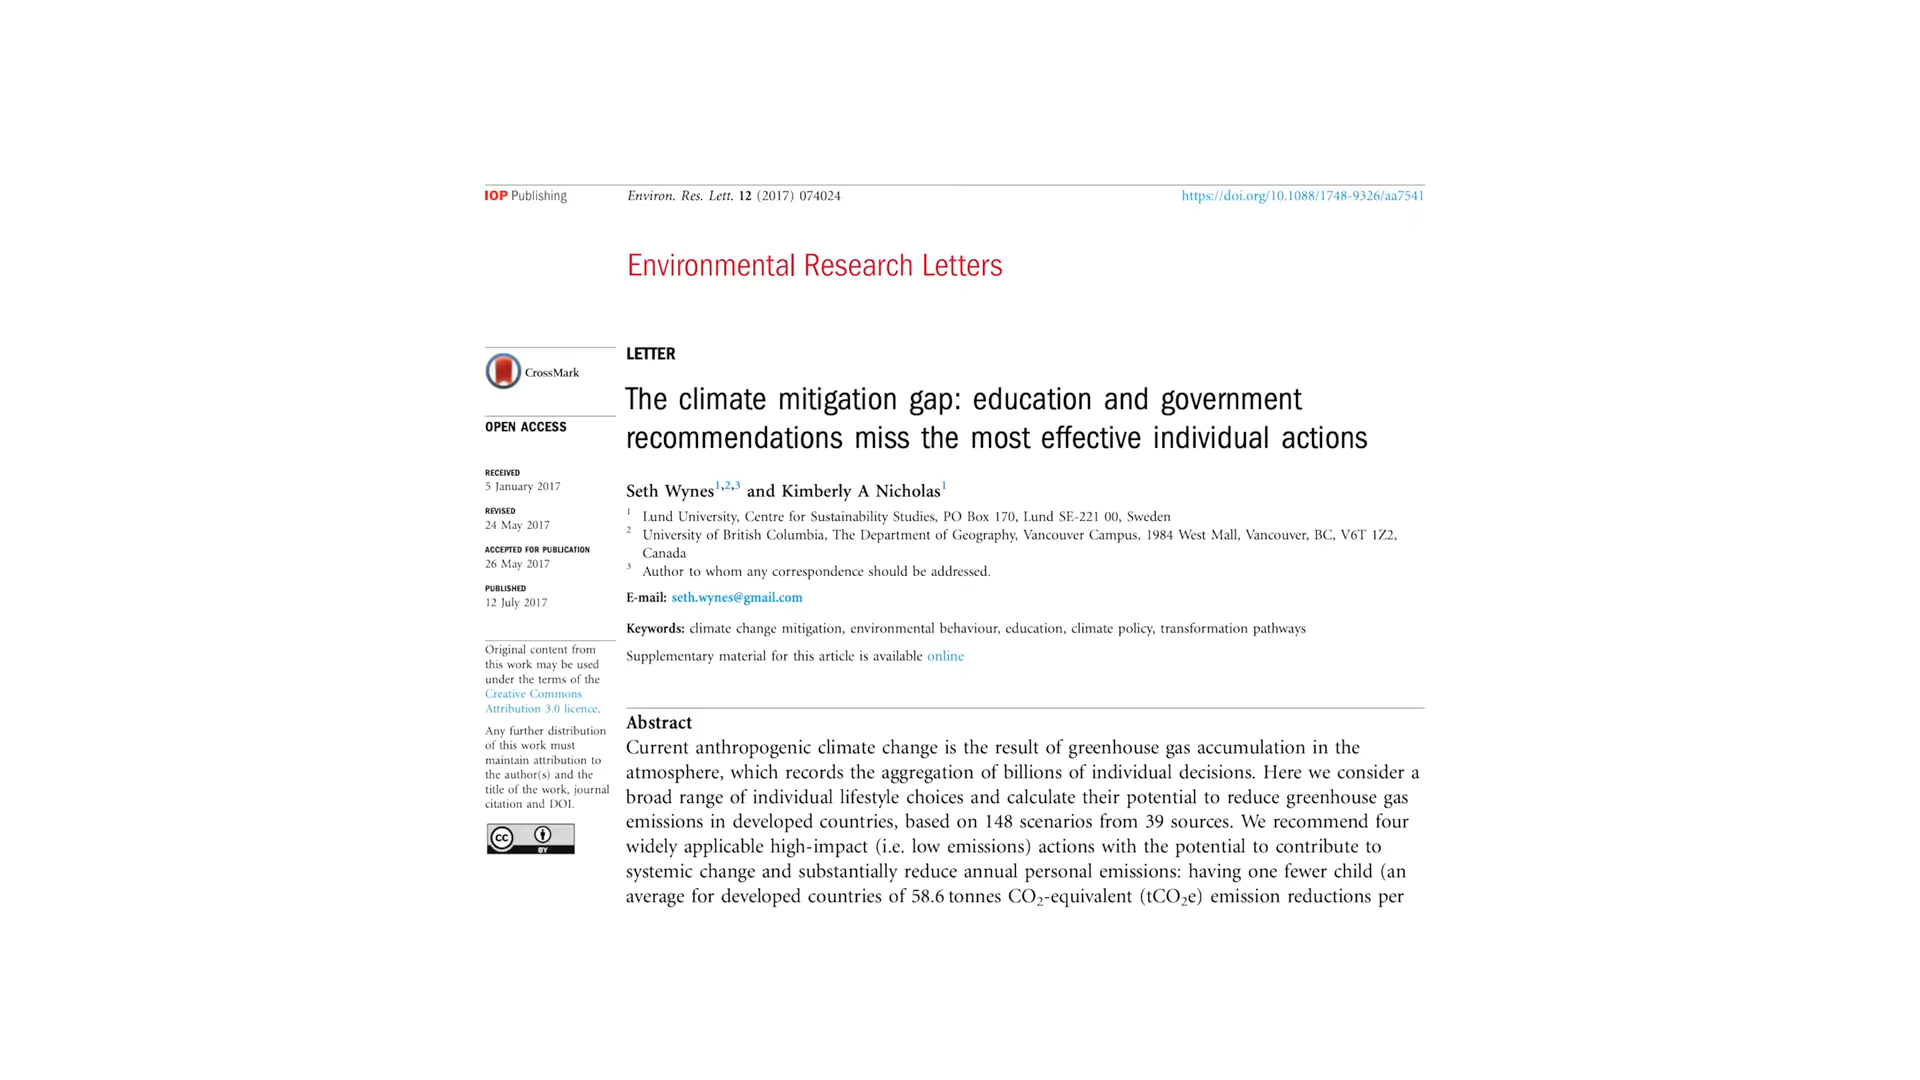 IOP Publishing
Environ. Res. Lett. 12 (2017) 074024
https://doi.org/10.1088/1748-9326/aa7541
Environmental Research Letters
CrossMark
OPEN ACCESS
RECEIVED
5 January 2017
REVISED
24 May 2017
ACCEPTED FOR PUBLICATION
26 May 2017
PUBLISHED
12 July 2017
Original content from
this work may be used
under the terms of the
Creative Commons
Attribution 3.0 licence.
Any further distribution
of this work must
maintain attribution to
the author(s) and the
title of the work, journal
citation and DOI.
CC BY
LETTER
The climate mitigation gap: education and government
recommendations miss the most effective individual actions
Seth Wynes1,2,3 and Kimberly A Nicholas1
1 Lund University, Centre for Sustainability Studies, PO Box 170, Lund SE-221 00, Sweden
2 University of British Columbia, The Department of Geography, Vancouver Campus, 1984 West Mall, Vancouver, BC, V6T 1Z2,
Canada
3 Author to whom any correspondence should be addressed.
E-mail: seth.wynes@gmail.com
Keywords: climate change mitigation, environmental behaviour, education, climate policy, transformation pathways
Supplementary material for this article is available online
Abstract
Current anthropogenic climate change is the result of greenhouse gas accumulation in the
atmosphere, which records the aggregation of billions of individual decisions. Here we consider a
broad range of individual lifestyle choices and calculate their potential to reduce greenhouse gas
emissions in developed countries, based on 148 scenarios from 39 sources. We recommend four
widely applicable high-impact (i.e. low emissions) actions with the potential to contribute to
systemic change and substantially reduce annual personal emissions: having one fewer child (an
average for developed countries of 58.6 tonnes CO2-equivalent (tCO2e) emission reductions per